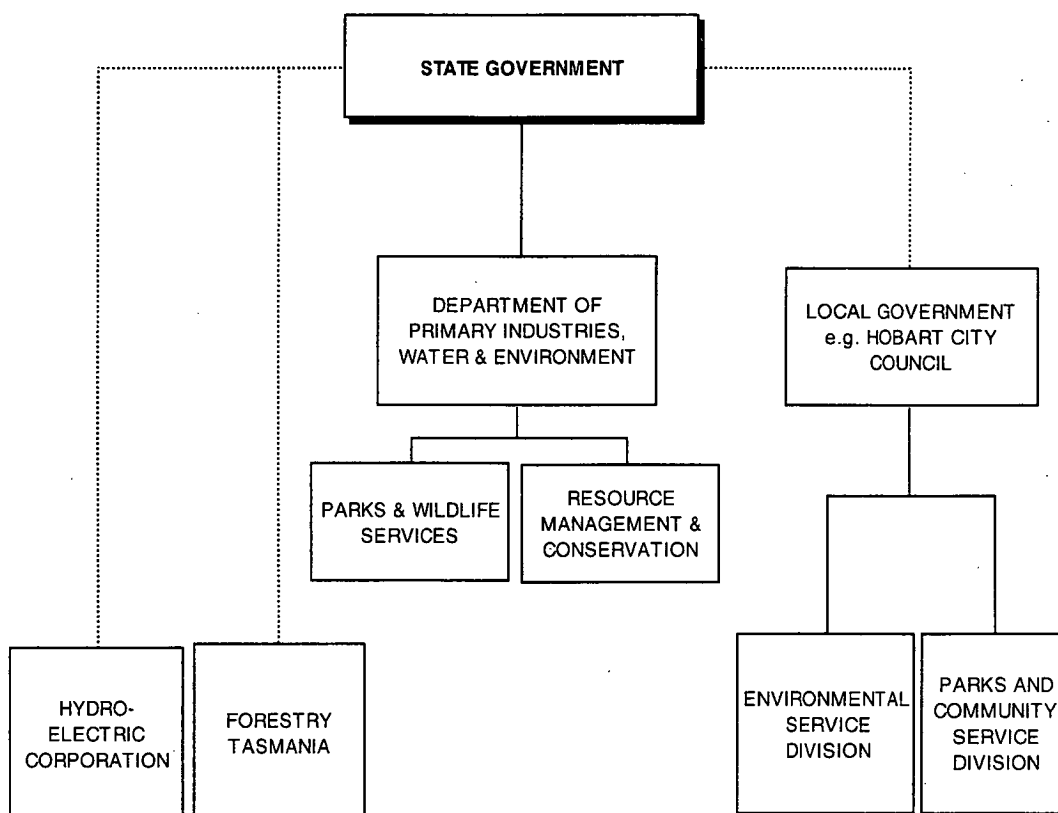 STATE GOVERNMENT
DEPARTMENT OF
PRIMARY INDUSTRIES,
WATER & ENVIRONMENT
LOCAL GOVERNMENT
e.g. HOBART CITY
COUNCIL
PARKS & WILDLIFE
SERVICES
RESOURCE
MANAGEMENT &
CONSERVATION
HYDRO-
ELECTRIC
CORPORATION
FORESTRY
TASMANIA
ENVIRONMENTAL
SERVICE
DIVISION
PARKS AND
COMMUNITY
SERVICE
DIVISION